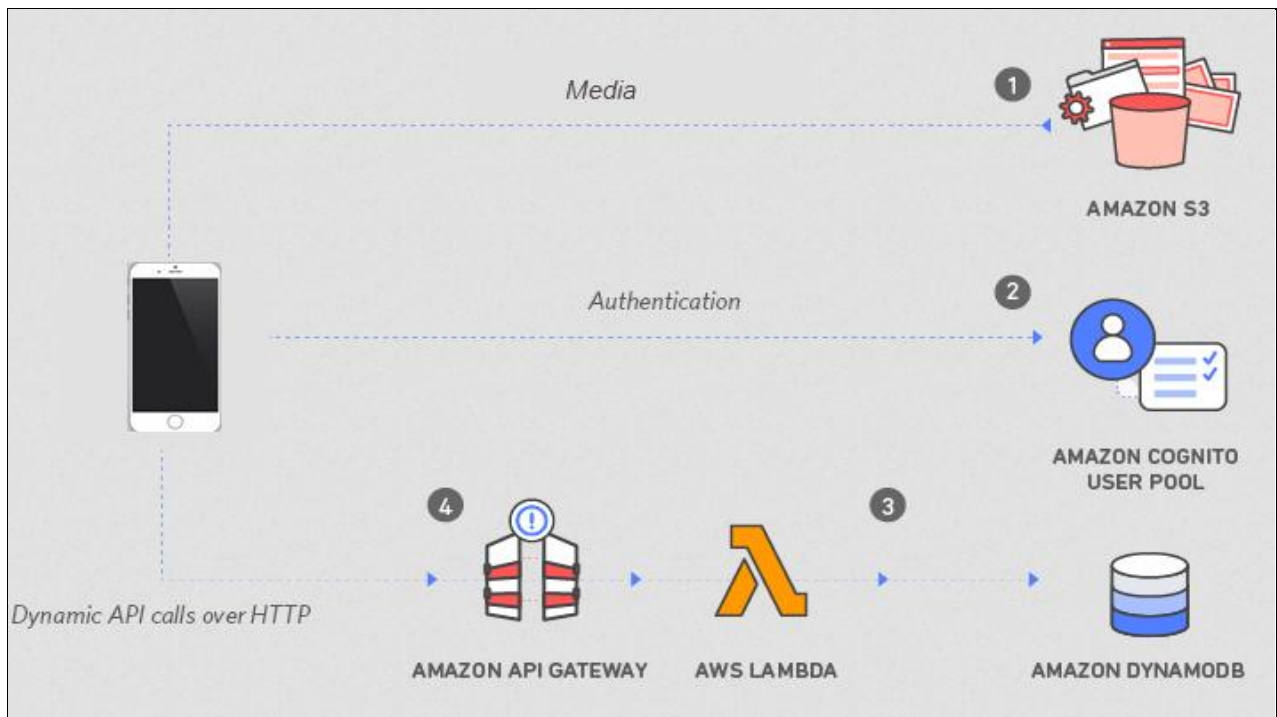 Media
1
AMAZON S3
Authentication
2
AMAZON COGNITO
USER POOL
4
3
Dynamic API calls over HTTP
AMAZON API GATEWAY
AWS LAMBDA
AMAZON DYNAMODB